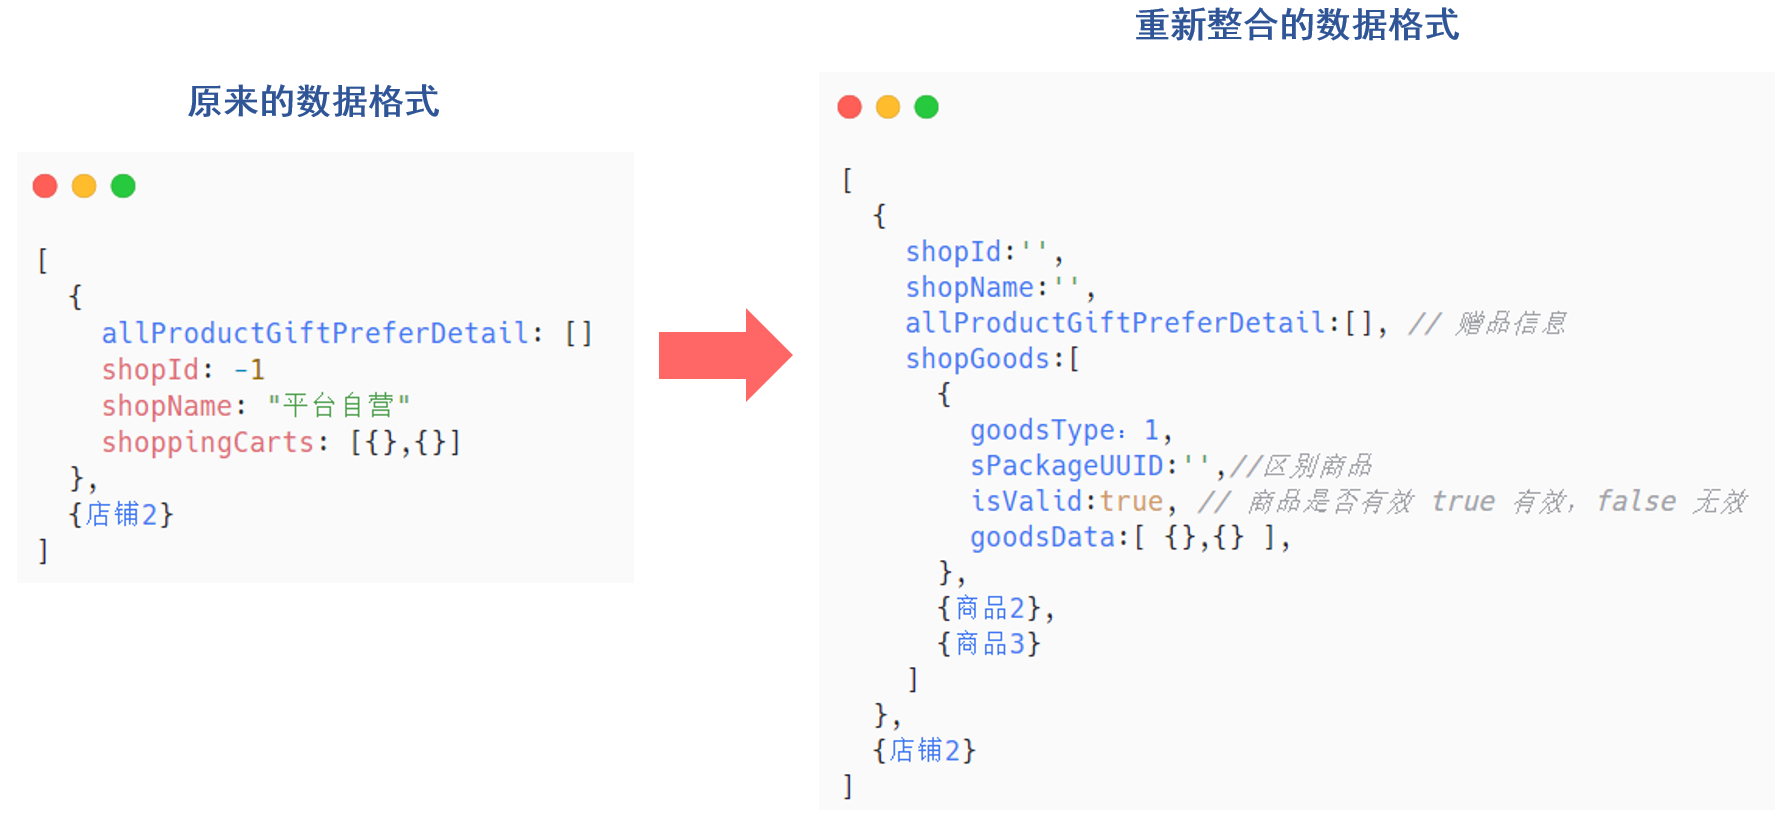 原来的数据格式
[
  {
    allProductGiftPreferDetail: []
    shopId: -1
    shopName: "平台自营"
    shoppingCarts: [{},{}]
  },
  {店铺2}
]
重新整合的数据格式
[
  {
    shopId:'',
    shopName:'',
    allProductGiftPreferDetail:[], // 赠品信息
    shopGoods:[
      {
        goodsType：1,
        sPackageUUID:'',//区别商品
        isValid:true, // 商品是否有效 true 有效，false 无效
        goodsData:[ {},{} ],
      },
      {商品2},
      {商品3}
    ]
  },
  {店铺2}
]